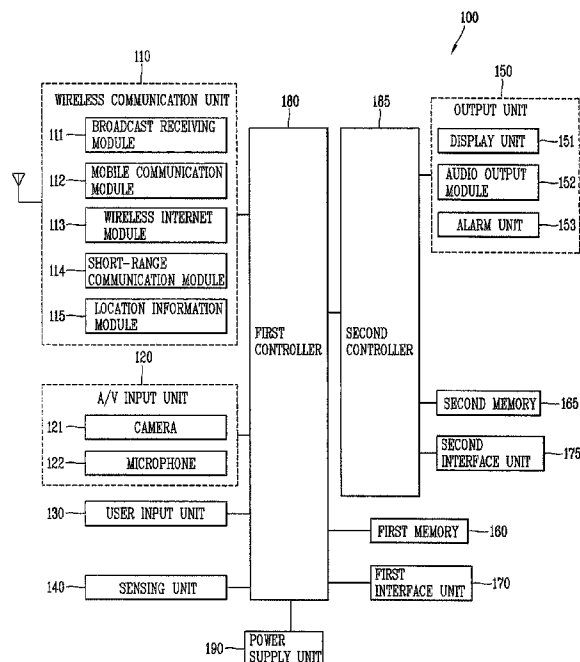 100
110
WIRELESS COMMUNICATION UNIT
111
BROADCAST RECEIVING
MODULE
112
MOBILE COMMUNICATION
MODULE
113
WIRELESS INTERNET
MODULE
114
SHORT-RANGE
COMMUNICATION MODULE
115
LOCATION INFORMATION
MODULE
120
A/V INPUT UNIT
121
CAMERA
122
MICROPHONE
130
USER INPUT UNIT
140
SENSING UNIT
180
FIRST
CONTROLLER
185
SECOND
CONTROLLER
150
OUTPUT UNIT
DISPLAY UNIT
151
AUDIO OUTPUT
MODULE
152
ALARM UNIT
153
SECOND MEMORY
165
SECOND
INTERFACE UNIT
175
FIRST MEMORY
160
FIRST
INTERFACE UNIT
170
190
POWER
SUPPLY UNIT